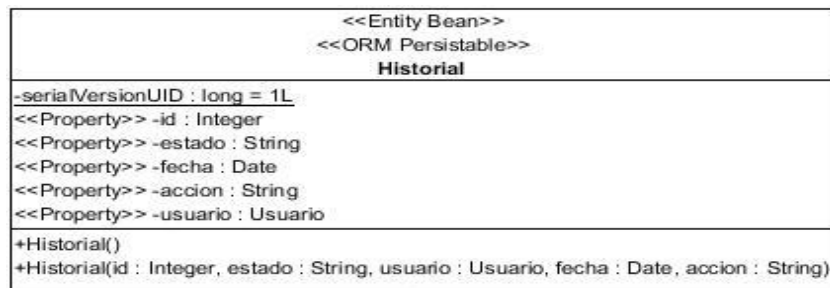 <<Entity Bean>>
<<ORM Persistable>>
Historial
-serialVersionUID : long = 1L
<<Property>> -id : Integer
<<Property>> -estado : String
<<Property>> -fecha : Date
<<Property>> -accion : String
<<Property>> -usuario : Usuario
+Historial()
+Historial(id : Integer, estado : String, usuario : Usuario, fecha : Date, accion : String)